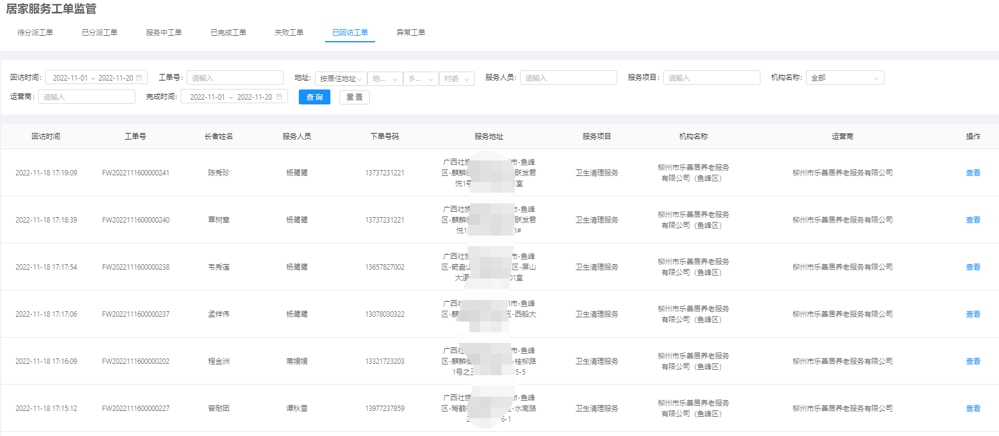 居家服务工单监管
待分派工单 已分派工单 服务中工单 已完成工单 失败工单 已回访工单 异常工单
回访时间: 2022-11-01 ~ 2022-11-20 工单号: 请输入 地址: 按居住地址 地... 乡... 村委 服务人员: 请输入 服务项目: 请输入 机构名称: 全部
运营商: 请输入 完成时间: 2022-11-01 ~ 2022-11-20 查 询 重 置
回访时间 工单号 长者姓名 服务人员 下单号码 服务地址 服务项目 机构名称 运营商 操作
广西壮族 市-鱼峰
柳州市乐善居养老服务
2022-11-18 17:19:09 FW2022111600000241 陈秀珍 杨鹭鹭 13737231221 区-麒麟 联发君 卫生清理服务 柳州市乐善居养老服务有限公司 查看
有限公司（鱼峰区）
悦1号 室
广西壮族 市-鱼峰
柳州市乐善居养老服务
2022-11-18 17:18:39 FW2022111600000240 覃树章 杨鹭鹭 13737231221 区-麒麟 联发君 卫生清理服务 柳州市乐善居养老服务有限公司 查看
有限公司（鱼峰区）
悦1 1#
广西壮族 市-鱼峰
柳州市乐善居养老服务
2022-11-18 17:17:54 FW2022111600000238 韦秀莲 杨鹭鹭 13657827002 区-箭盘山 区-屏山 卫生清理服务 柳州市乐善居养老服务有限公司 查看
有限公司（鱼峰区）
大道 01室
广西壮 州市-鱼峰
柳州市乐善居养老服务
2022-11-18 17:17:06 FW2022111600000237 孟祥伟 杨鹭鹭 13078030322 区- 区-西船大 卫生清理服务 柳州市乐善居养老服务有限公司 查看
有限公司（鱼峰区）
广西壮 市-鱼峰
柳州市乐善居养老服务
2022-11-18 17:16:09 FW2022111600000202 程金洲 蒋媛媛 13321723203 区-麒麟 -桂柳路 卫生清理服务 柳州市乐善居养老服务有限公司 查看
有限公司（鱼峰区）
1号之 -5-5
广西壮族 市-鱼峰
柳州市乐善居养老服务
2022-11-18 17:15:12 FW2022111600000227 曾耐团 谭秋雪 13977237859 区-驾鹤 -水南路 卫生清理服务 柳州市乐善居养老服务有限公司 查看
有限公司（鱼峰区）
2 6-1